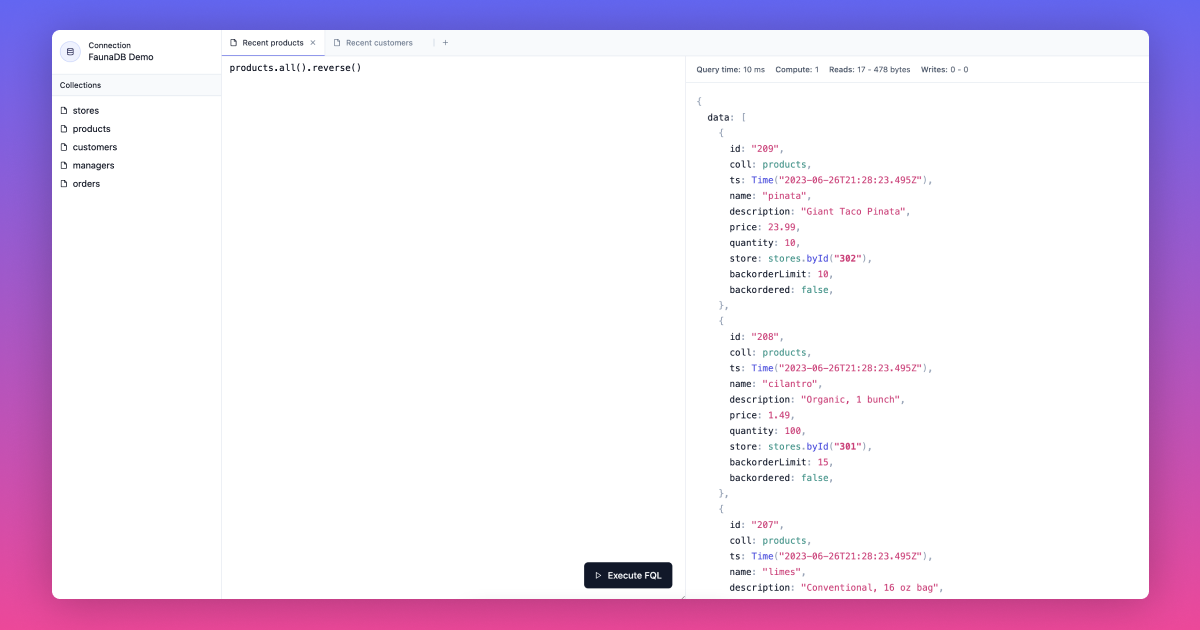 Connection
FaunaDB Demo
Collections
stores
products
customers
managers
orders
Recent products × Recent customers +
products.all().reverse()
Execute FQL
Query time: 10 ms Compute: 1 Reads: 17 - 478 bytes Writes: 0 - 0
{
data: [
{
id: "209",
coll: products,
ts: Time("2023-06-26T21:28:23.495Z"),
name: "pinata",
description: "Giant Taco Pinata",
price: 23.99,
quantity: 10,
store: stores.byId("302"),
backorderLimit: 10,
backordered: false,
},
{
id: "208",
coll: products,
ts: Time("2023-06-26T21:28:23.495Z"),
name: "cilantro",
description: "Organic, 1 bunch",
price: 1.49,
quantity: 100,
store: stores.byId("301"),
backorderLimit: 15,
backordered: false,
},
{
id: "207",
coll: products,
ts: Time("2023-06-26T21:28:23.495Z"),
name: "limes",
description: "Conventional, 16 oz bag",